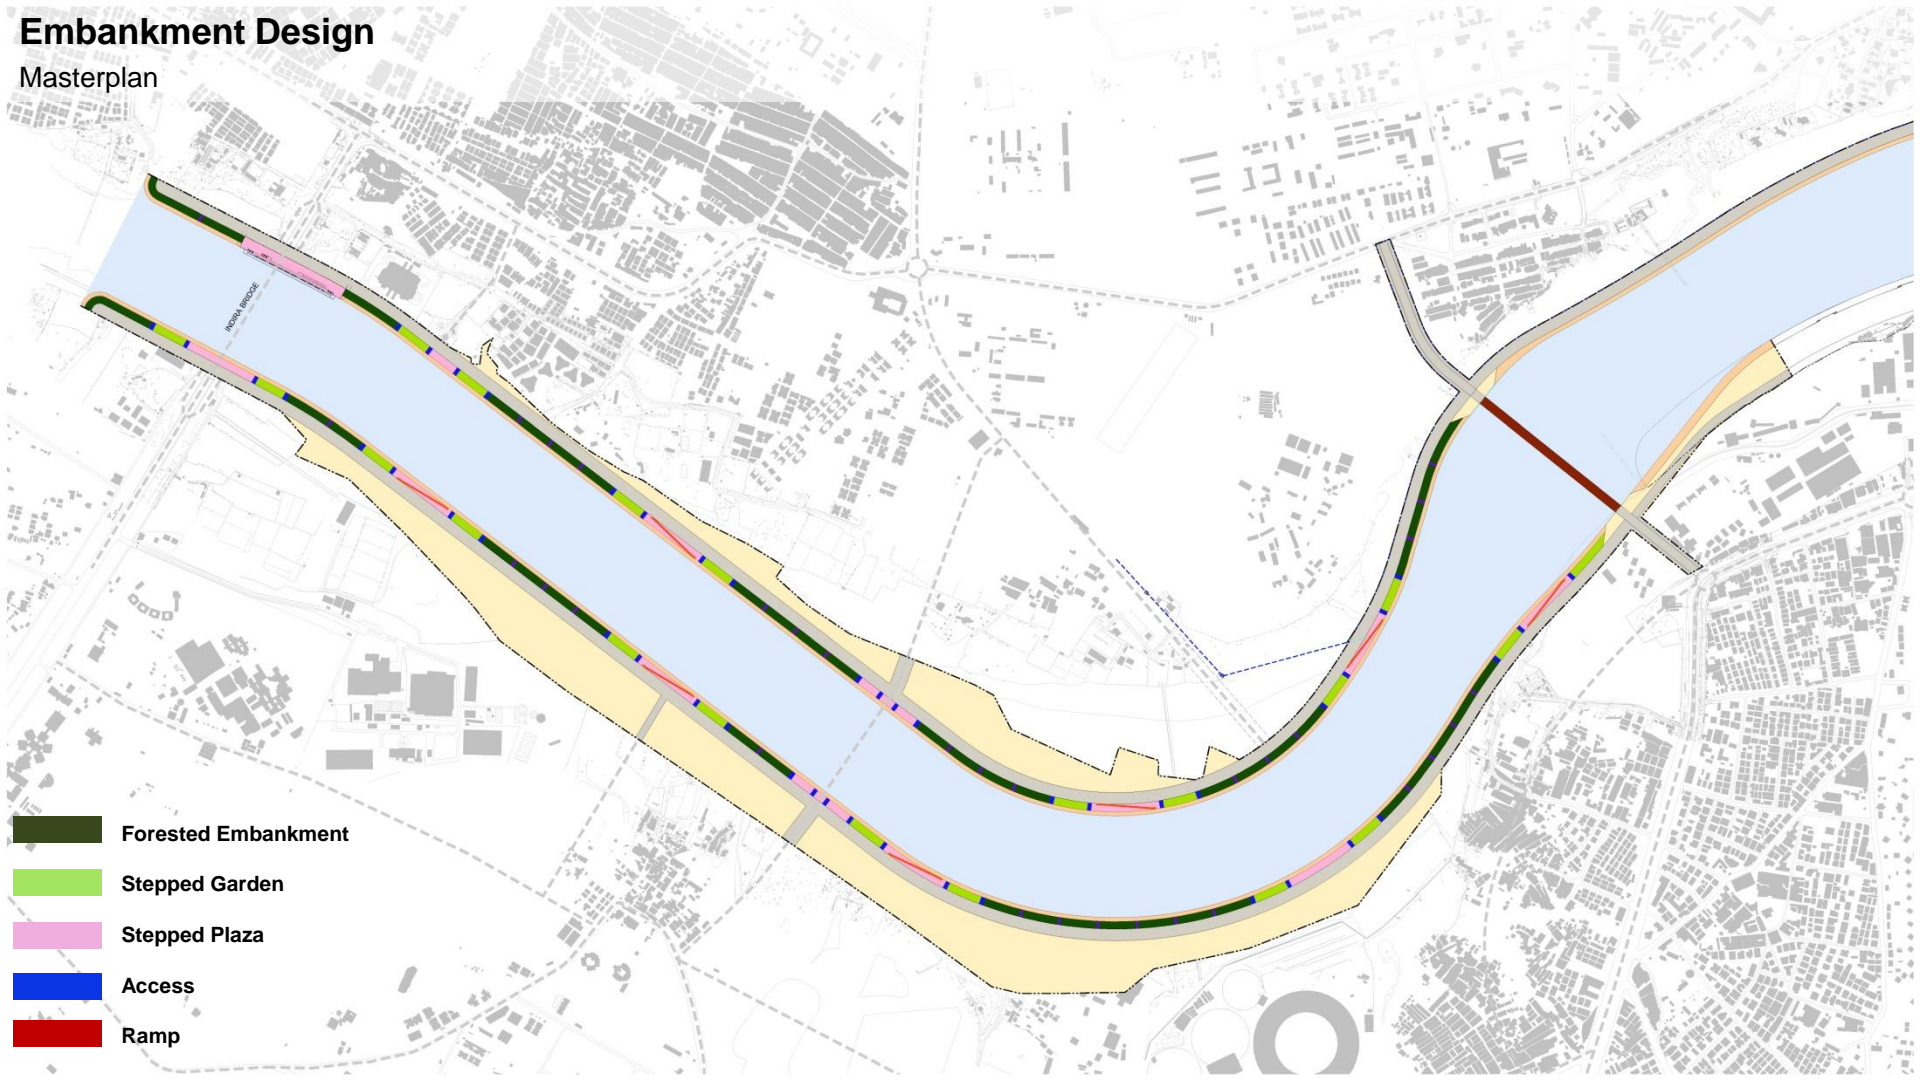 Embankment Design
Masterplan
INDIRA BRIDGE
Forested Embankment
Stepped Garden
Stepped Plaza
Access
Ramp